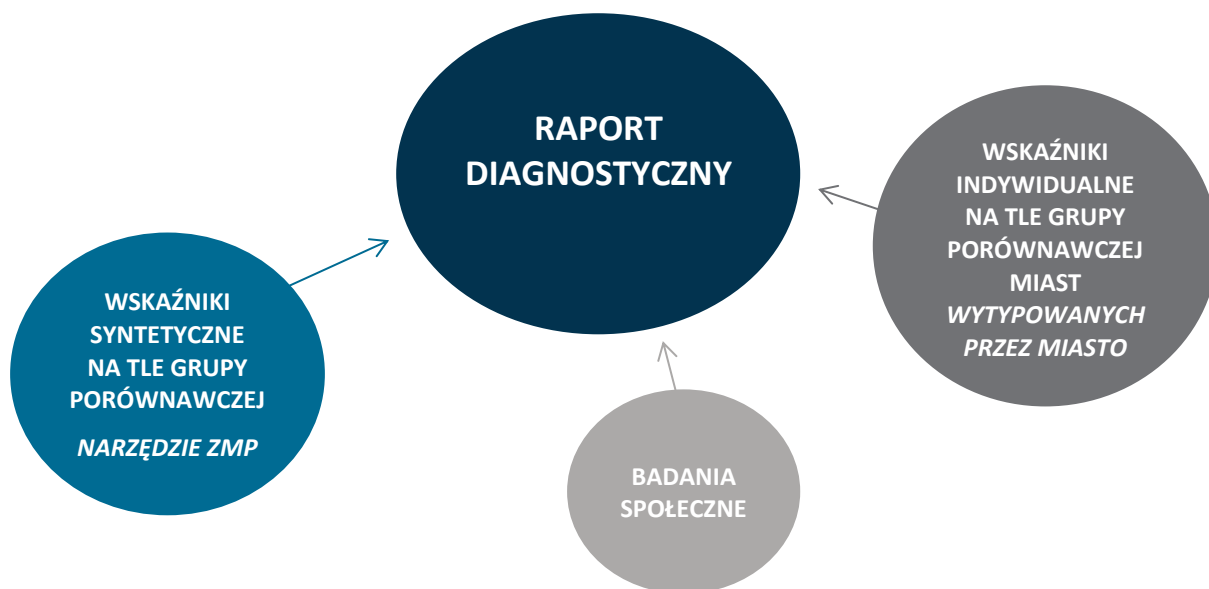 RAPORT
DIAGNOSTYCZNY
WSKAŹNIKI
SYNTETYCZNE
NA TLE GRUPY
PORÓWNAWCZEJ
NARZĘDZIE ZMP
BADANIA
SPOŁECZNE
WSKAŹNIKI
INDYWIDUALNE
NA TLE GRUPY
PORÓWNAWCZEJ
MIAST
WYTYPOWANYCH
PRZEZ MIASTO